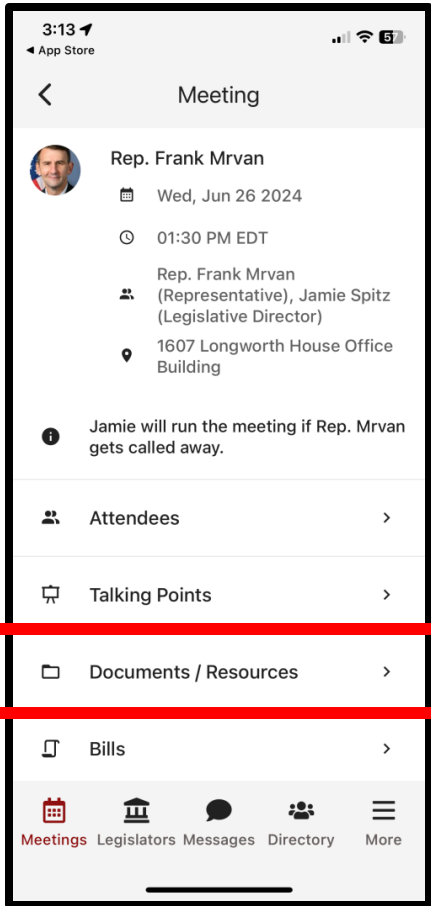 3:13
57
◀ App Store
Meeting
Rep. Frank Mrvan
Wed, Jun 26 2024
01:30 PM EDT
Rep. Frank Mrvan
(Representative), Jamie Spitz
(Legislative Director)
1607 Longworth House Office
Building
Jamie will run the meeting if Rep. Mrvan
gets called away.
Attendees
Talking Points
Documents / Resources
Bills
Meetings Legislators Messages Directory More